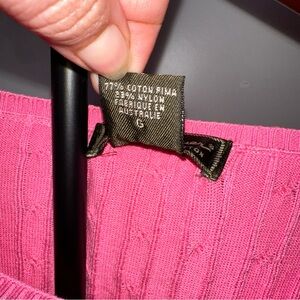 77% COTON PIMA
23% NYLON
FABRIQUE EN
AUSTRALIE
G